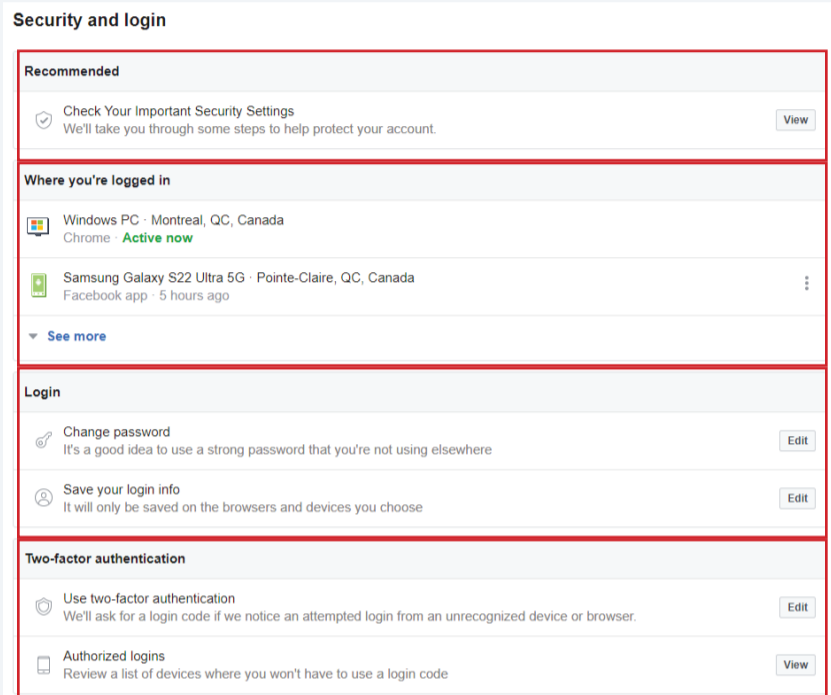 Security and login
Recommended
Check Your Important Security Settings
We'll take you through some steps to help protect your account.
View
Where you're logged in
Windows PC · Montreal, QC, Canada
Chrome · Active now
Samsung Galaxy S22 Ultra 5G · Pointe-Claire, QC, Canada
Facebook app · 5 hours ago
See more
Login
Change password
It's a good idea to use a strong password that you're not using elsewhere
Edit
Save your login info
It will only be saved on the browsers and devices you choose
Edit
Two-factor authentication
Use two-factor authentication
We'll ask for a login code if we notice an attempted login from an unrecognized device or browser.
Edit
Authorized logins
Review a list of devices where you won't have to use a login code
View